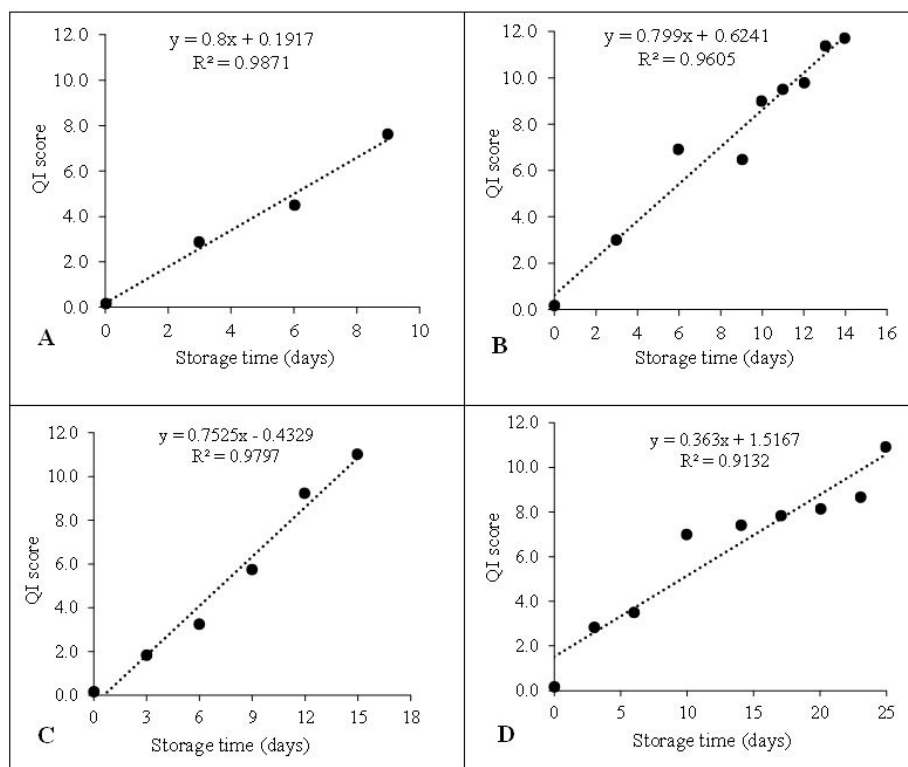 y = 0.8x + 0.1917
R² = 0.9871
12.0
10.0
8.0
6.0
4.0
2.0
0.0
QI score
0 2 4 6 8 10
Storage time (days)
A
y = 0.799x + 0.6241
R² = 0.9605
12.0
10.0
8.0
6.0
4.0
2.0
0.0
QI score
0 2 4 6 8 10 12 14 16
Storage time (days)
B
y = 0.7525x - 0.4329
R² = 0.9797
12.0
10.0
8.0
6.0
4.0
2.0
0.0
QI score
0 3 6 9 12 15 18
Storage time (days)
C
y = 0.363x + 1.5167
R² = 0.9132
12.0
10.0
8.0
6.0
4.0
2.0
0.0
QI score
0 5 10 15 20 25
Storage time (days)
D